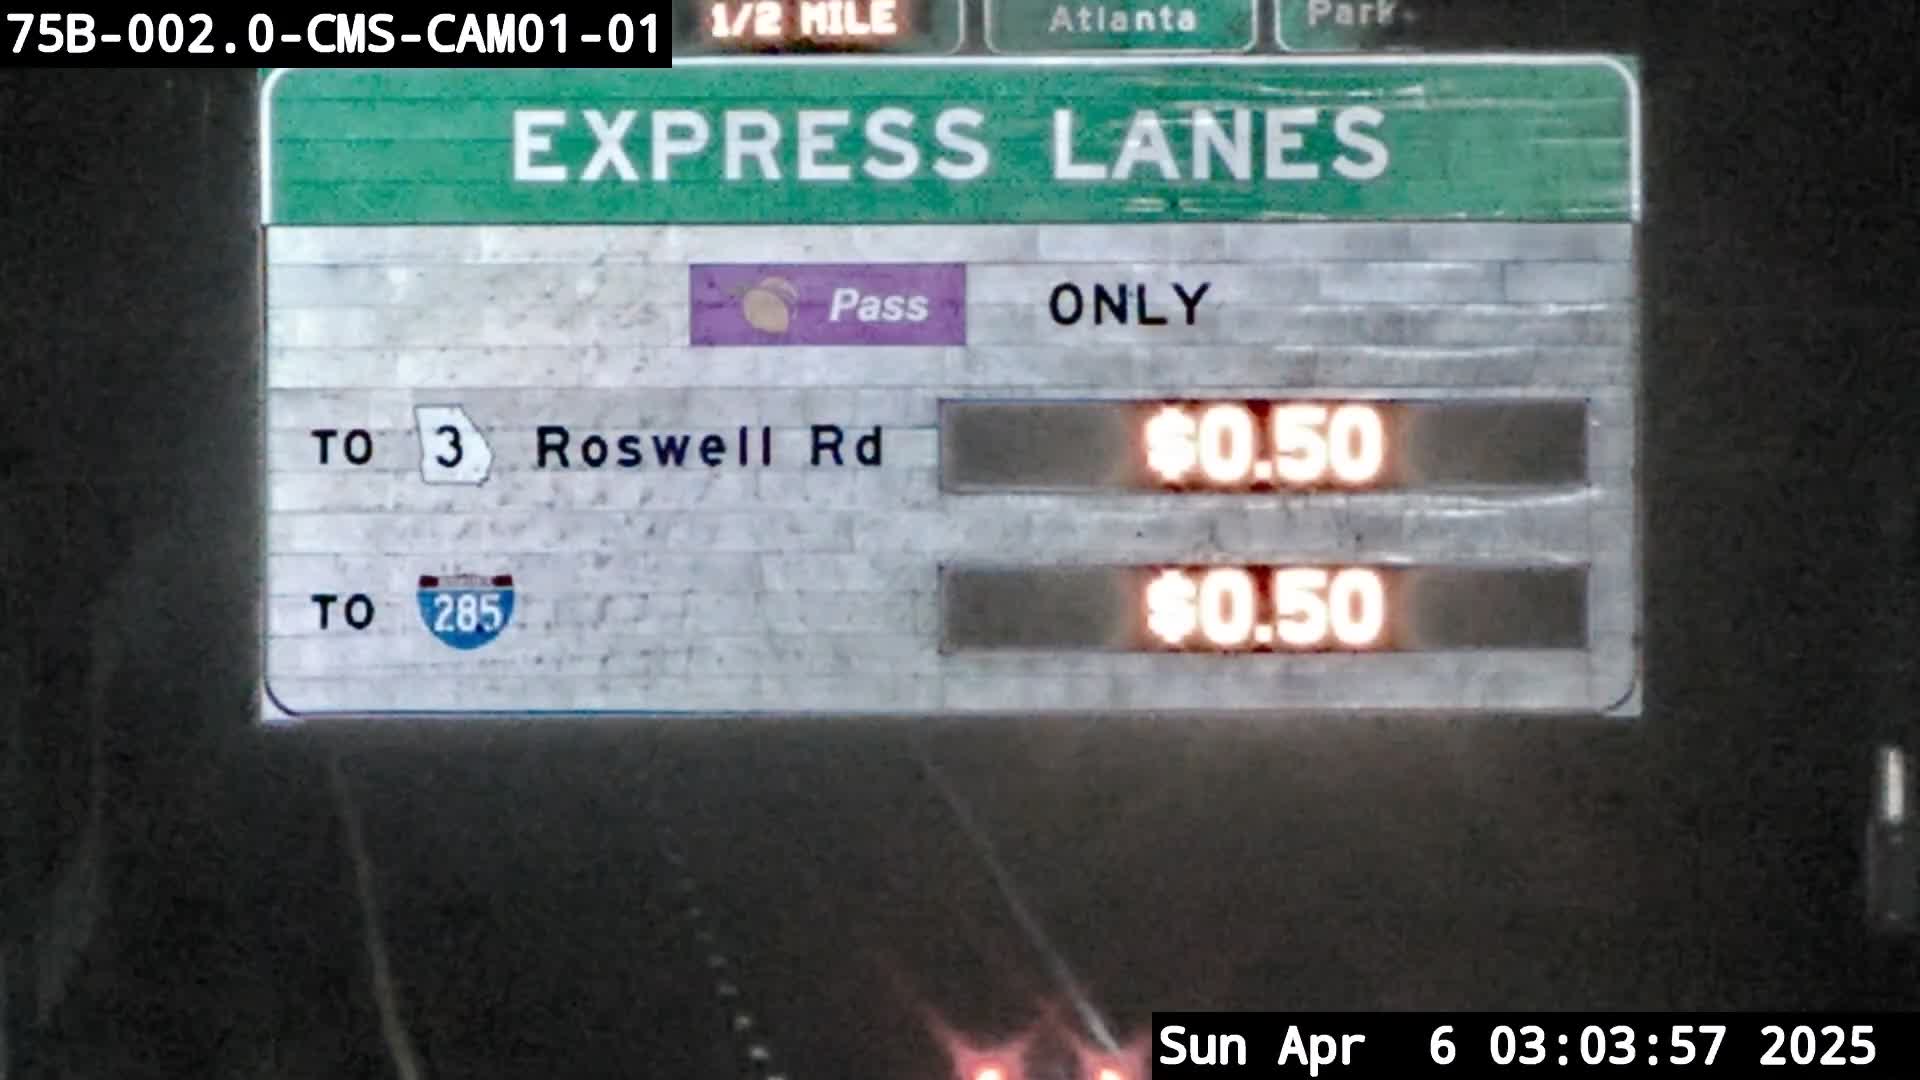 75B-002.0-CMS-CAM01-01
1/2 MILE
Atlanta
Park
EXPRESS LANES
Pass ONLY
TO 3 Roswell Rd $0.50
TO 285 $0.50
Sun Apr 6 03:03:57 2025